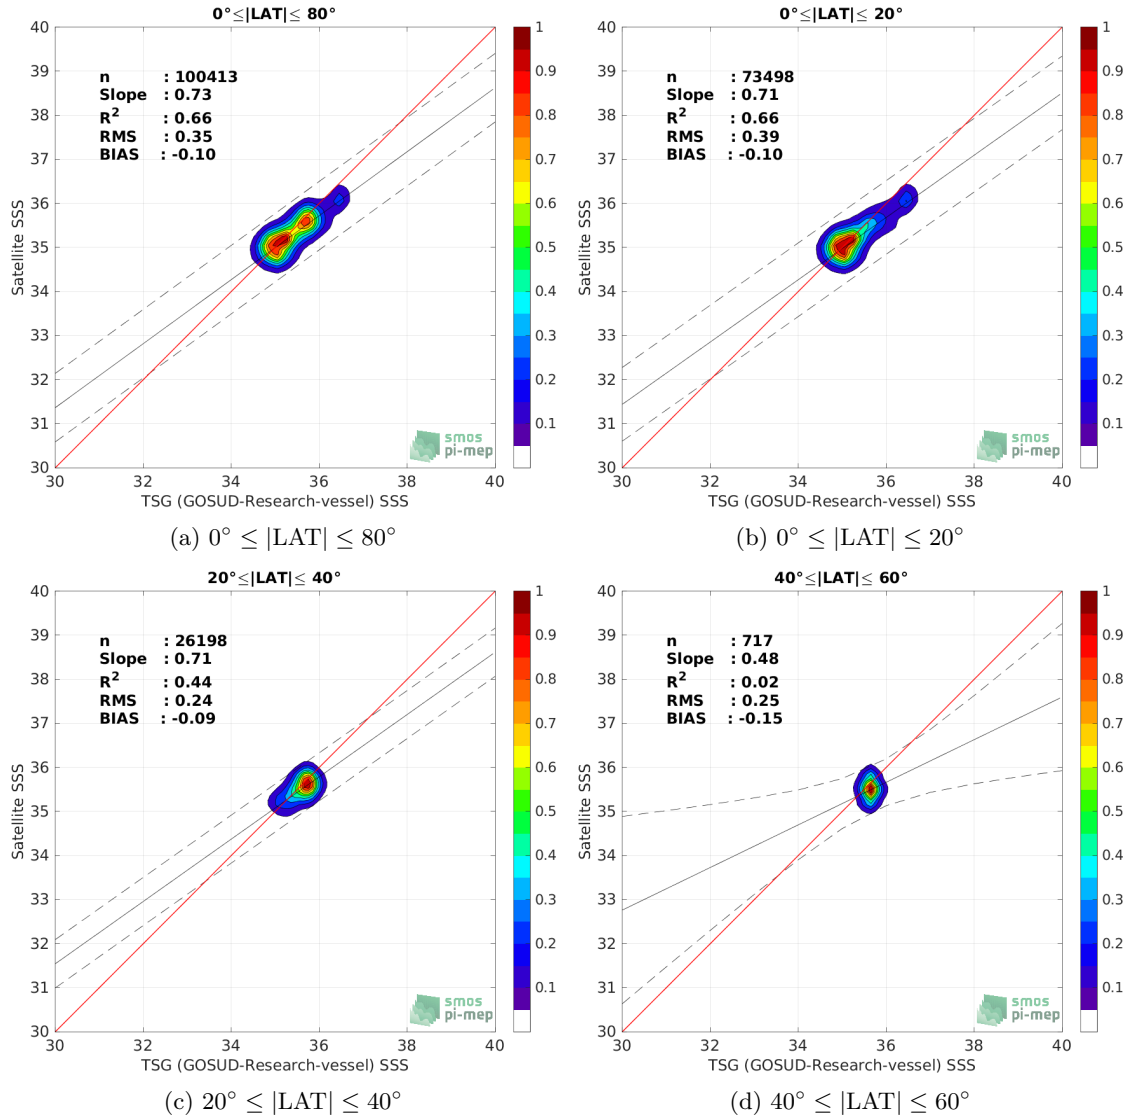 0°≤|LAT|≤ 80°
n : 100413
Slope : 0.73
R² : 0.66
RMS : 0.35
BIAS : -0.10
40
39
38
37
36
35
34
33
32
31
30
Satellite SSS
30 32 34 36 38 40
TSG (GOSUD-Research-vessel) SSS
smos
pi-mep
1
0.9
0.8
0.7
0.6
0.5
0.4
0.3
0.2
0.1
(a) 0° ≤ |LAT| ≤ 80°
0°≤|LAT|≤ 20°
n : 73498
Slope : 0.71
R² : 0.66
RMS : 0.39
BIAS : -0.10
40
39
38
37
36
35
34
33
32
31
30
Satellite SSS
30 32 34 36 38 40
TSG (GOSUD-Research-vessel) SSS
smos
pi-mep
1
0.9
0.8
0.7
0.6
0.5
0.4
0.3
0.2
0.1
(b) 0° ≤ |LAT| ≤ 20°
20°≤|LAT|≤ 40°
n : 26198
Slope : 0.71
R² : 0.44
RMS : 0.24
BIAS : -0.09
40
39
38
37
36
35
34
33
32
31
30
Satellite SSS
30 32 34 36 38 40
TSG (GOSUD-Research-vessel) SSS
smos
pi-mep
1
0.9
0.8
0.7
0.6
0.5
0.4
0.3
0.2
0.1
(c) 20° ≤ |LAT| ≤ 40°
40°≤|LAT|≤ 60°
n : 717
Slope : 0.48
R² : 0.02
RMS : 0.25
BIAS : -0.15
40
39
38
37
36
35
34
33
32
31
30
Satellite SSS
30 32 34 36 38 40
TSG (GOSUD-Research-vessel) SSS
smos
pi-mep
1
0.9
0.8
0.7
0.6
0.5
0.4
0.3
0.2
0.1
(d) 40° ≤ |LAT| ≤ 60°